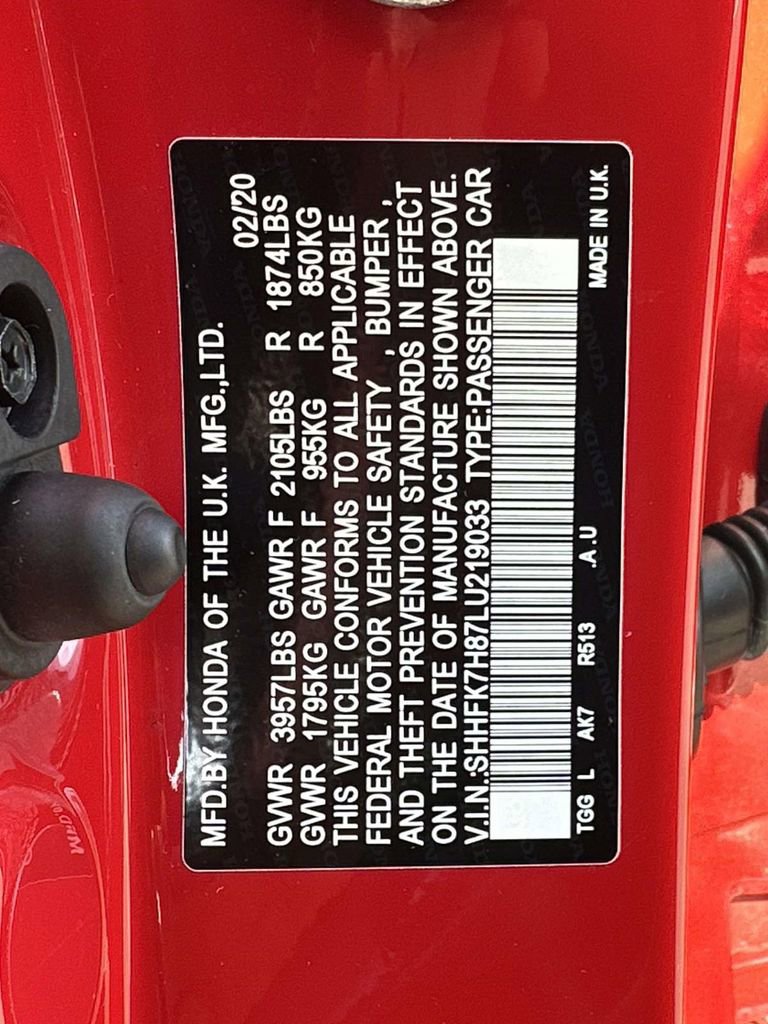 MFD.BY HONDA OF THE U.K. MFG.,LTD. 02/20
GVWR 3957LBS GAWR F 2105LBS R 1874LBS
GVWR 1795KG GAWR F 955KG R 850KG
THIS VEHICLE CONFORMS TO ALL APPLICABLE
FEDERAL MOTOR VEHICLE SAFETY , BUMPER ,
AND THEFT PREVENTION STANDARDS IN EFFECT
ON THE DATE OF MANUFACTURE SHOWN ABOVE.
V.I.N.:SHHFK7H87LU219033 TYPE:PASSENGER CAR
TGG L AK7 R513 .A .U MADE IN U.K.